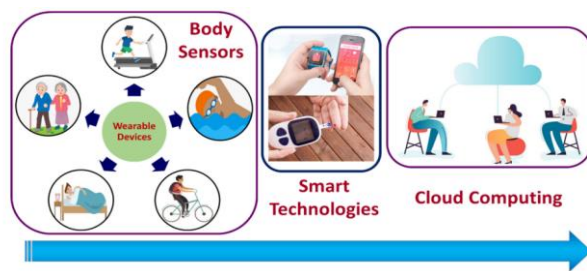 Body
Sensors
Wearable
Devices
Smart
Technologies
Cloud Computing